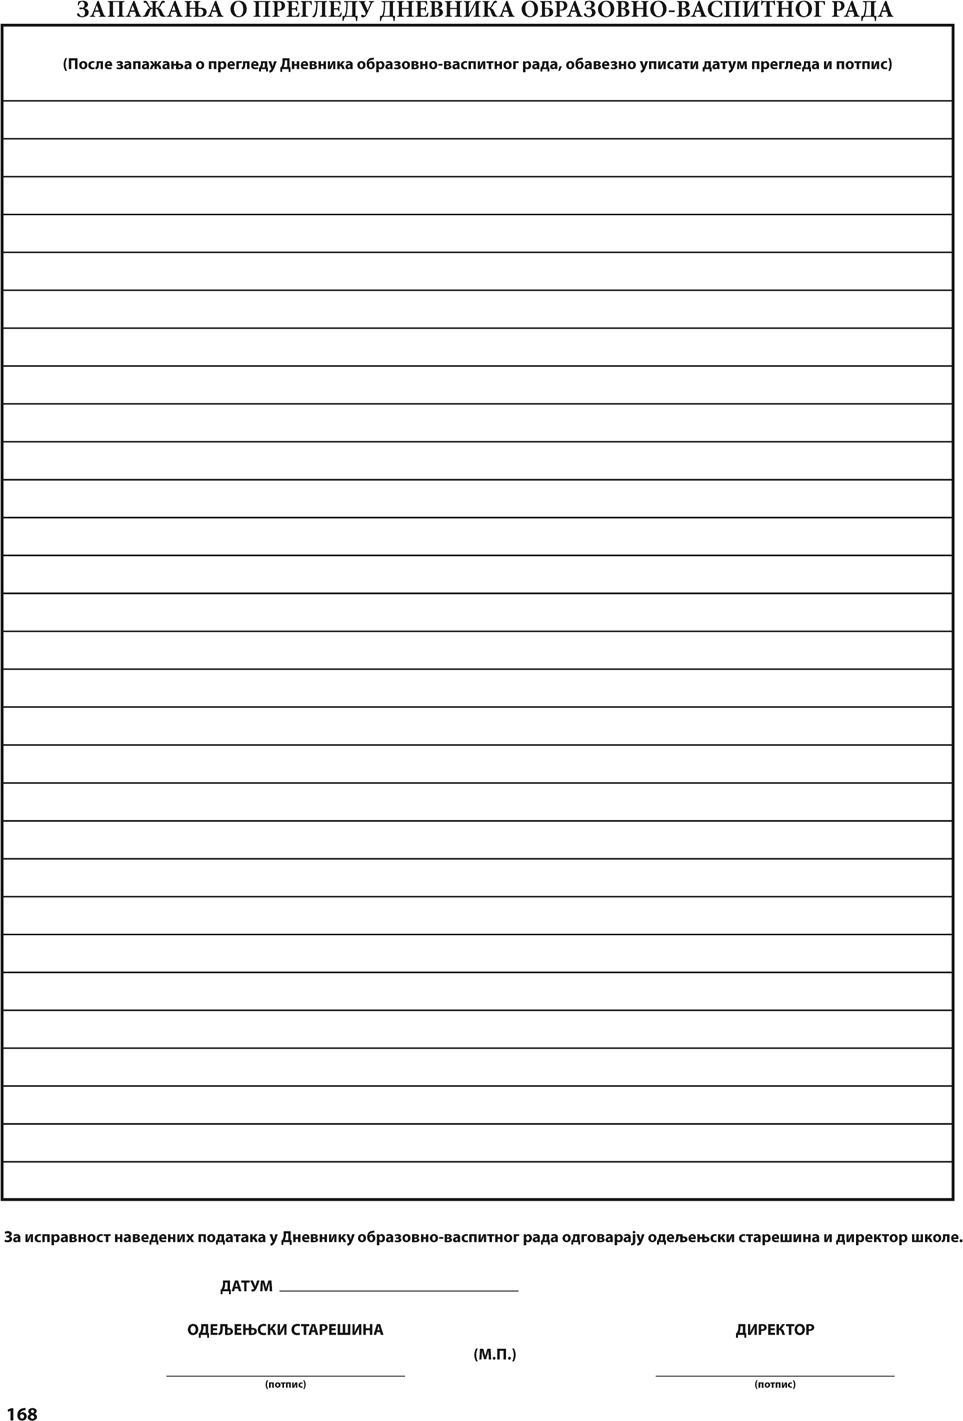 ЗАПАЖАЊА О ПРЕГЛЕДУ ДНЕВНИКА ОБРАЗОВНО-ВАСПИТНОГ РАДА
(После запажања о прегледу Дневника образовно-васпитног рада, обавезно уписати датум прегледа и потпис)
За исправност наведених података у Дневнику образовно-васпитног рада одговарају одељењски старешина и директор школе.
ДАТУМ
ОДЕЉЕЊСКИ СТАРЕШИНА ДИРЕКТОР
(М.П.)
(потпис) (потпис)
168